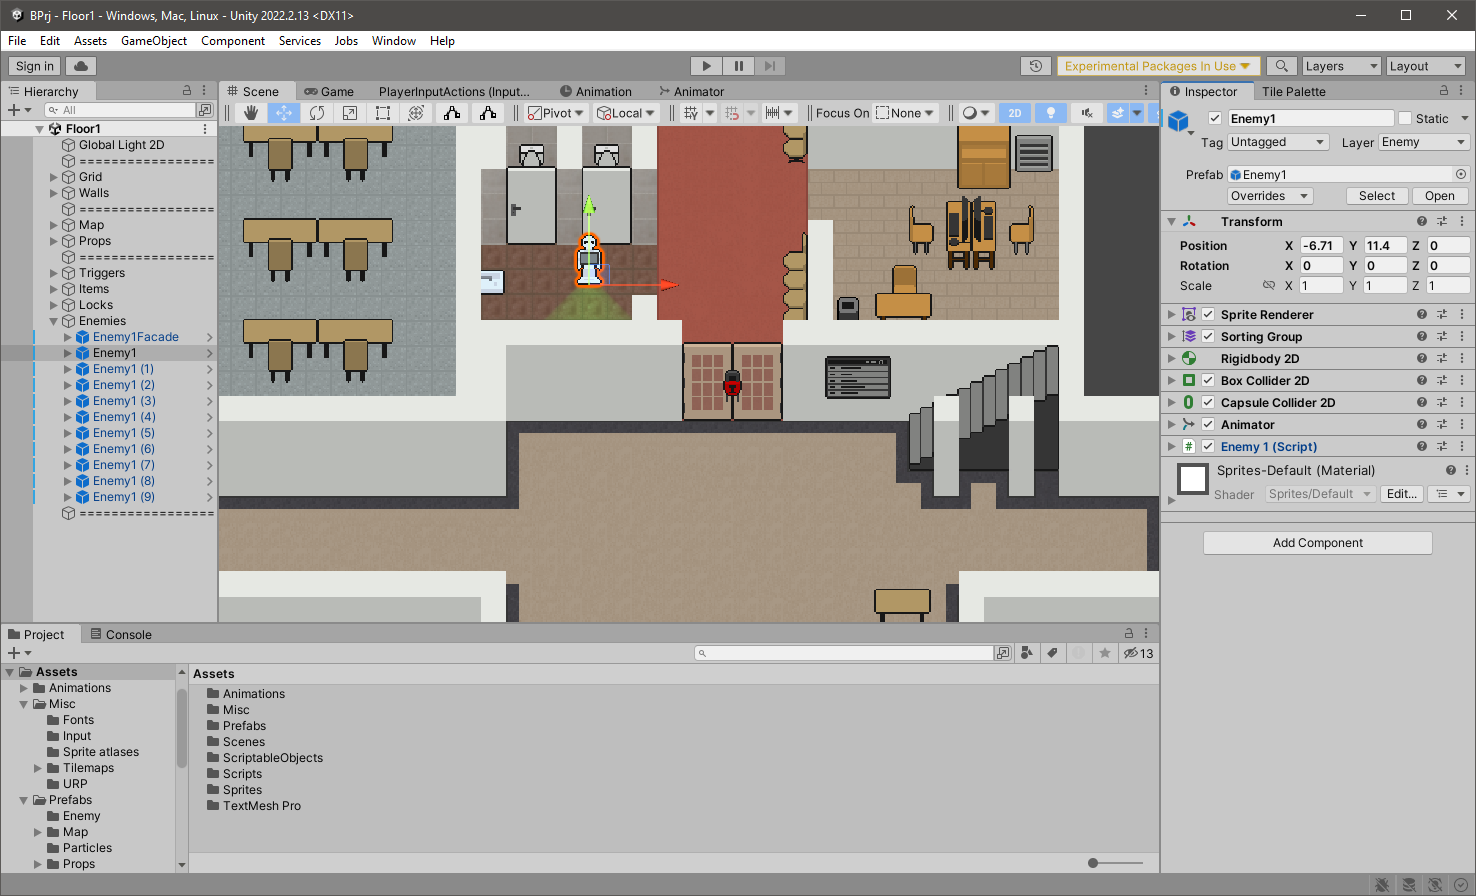 BPrj - Floor1 - Windows, Mac, Linux - Unity 2022.2.13 <DX11>
File Edit Assets GameObject Component Services Jobs Window Help
Sign in
Experimental Packages In Use
Layers
Layout
Hierarchy
All
Floor1
Global Light 2D
=================
Grid
Walls
=================
Map
Props
=================
Triggers
Items
Locks
Enemies
Enemy1Facade
Enemy1
Enemy1 (1)
Enemy1 (2)
Enemy1 (3)
Enemy1 (4)
Enemy1 (5)
Enemy1 (6)
Enemy1 (7)
Enemy1 (8)
Enemy1 (9)
=================
Scene Game PlayerInputActions (Input... Animation Animator
Pivot Local Focus On None 2D
Inspector Tile Palette
Enemy1 Static
Tag Untagged Layer Enemy
Prefab Enemy1
Overrides Select Open
Transform
Position X -6.71 Y 11.4 Z 0
Rotation X 0 Y 0 Z 0
Scale X 1 Y 1 Z 1
Sprite Renderer
Sorting Group
Rigidbody 2D
Box Collider 2D
Capsule Collider 2D
Animator
# Enemy 1 (Script)
Sprites-Default (Material)
Shader Sprites/Default Edit...
Add Component
Project Console
13
Assets
Animations
Misc
Fonts
Input
Sprite atlases
Tilemaps
URP
Prefabs
Enemy
Map
Particles
Props
Assets
Animations
Misc
Prefabs
Scenes
ScriptableObjects
Scripts
Sprites
TextMesh Pro